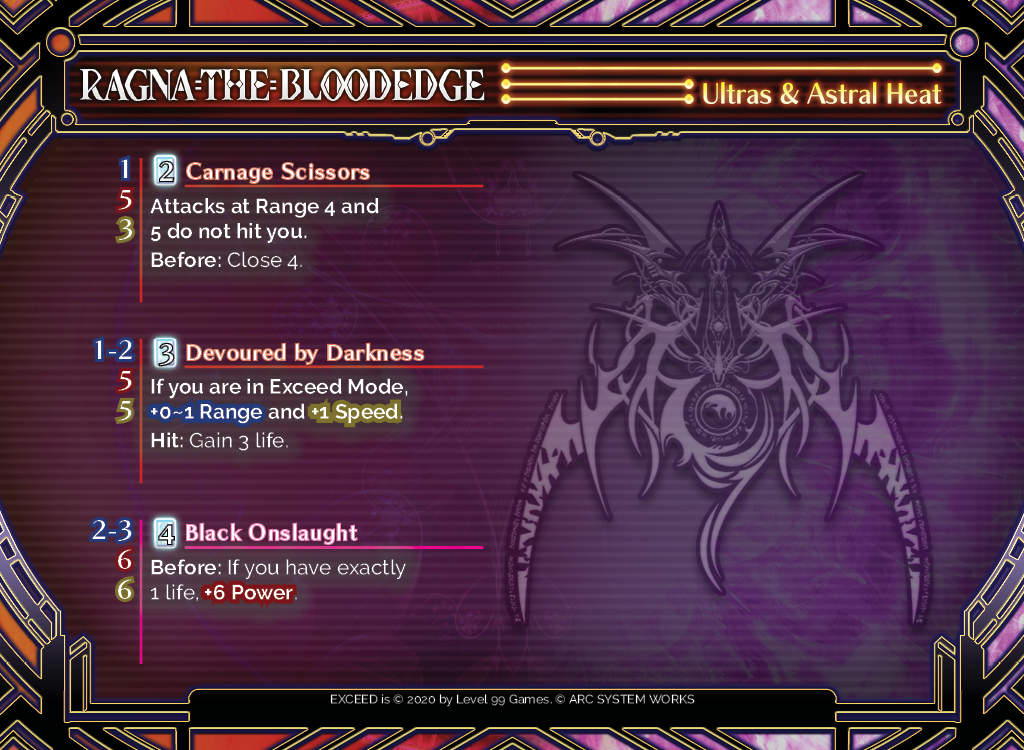 RAGNA=THE=BLOODEDGE
Ultras & Astral Heat
1 2 Carnage Scissors
5 Attacks at Range 4 and
3 5 do not hit you.
Before: Close 4.
1-2 3 Devoured by Darkness
5 If you are in Exceed Mode,
5 +0~1 Range and +1 Speed.
Hit: Gain 3 life.
2-3 4 Black Onslaught
6 Before: If you have exactly
6 1 life, +6 Power.
EXCEED is © 2020 by Level 99 Games. © ARC SYSTEM WORKS